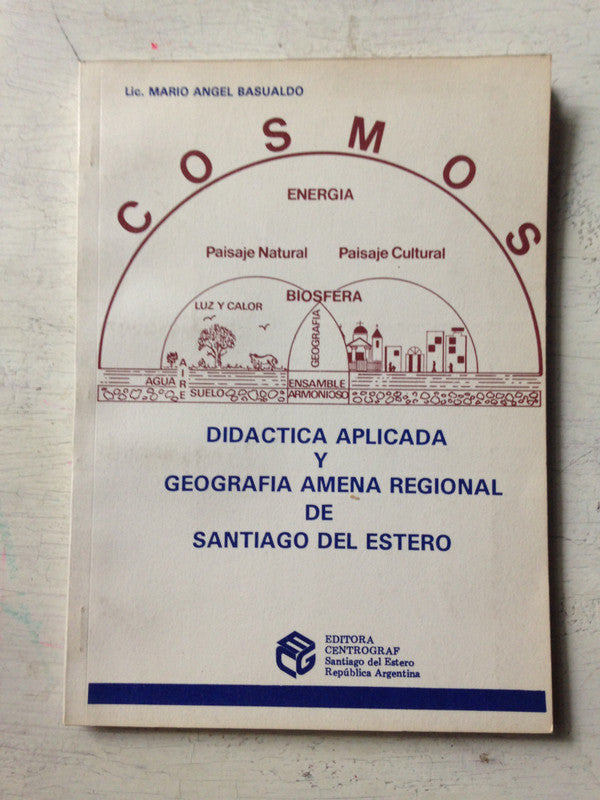 Lic. MARIO ANGEL BASUALDO
COSMOS
ENERGIA
Paisaje Natural Paisaje Cultural
BIOSFERA
LUZ Y CALOR
GEOGRAFIA
AGUA
AIRE
SUELO
ENSAMBLE
ARMONIOSO
DIDACTICA APLICADA
Y
GEOGRAFIA AMENA REGIONAL
DE
SANTIAGO DEL ESTERO
EDITORA
CENTROGRAF
Santiago del Estero
República Argentina